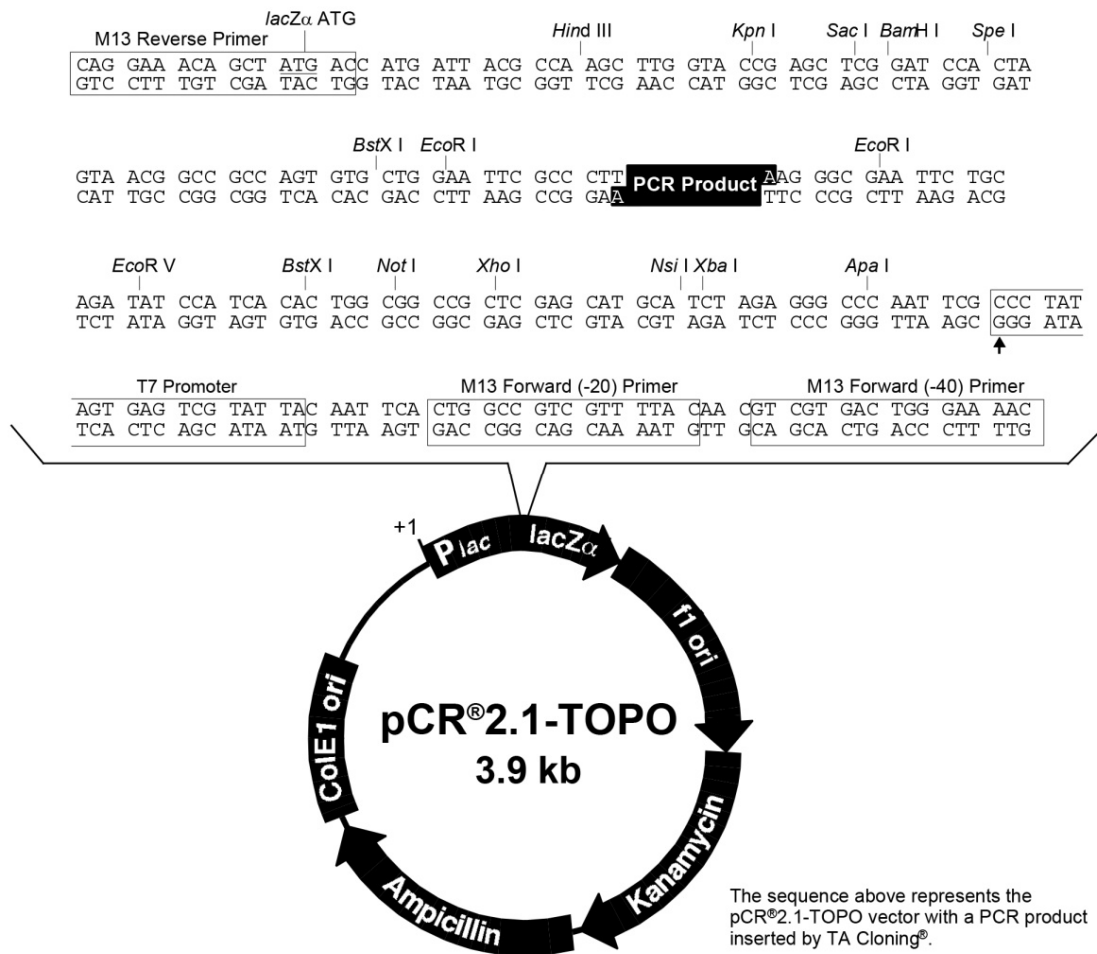 lacZα ATG
M13 Reverse Primer
Hind III Kpn I Sac I BamH I Spe I
CAG GAA ACA GCT ATG ACC ATG ATT ACG CCA AGC TTG GTA CCG AGC TCG GAT CCA CTA
GTC CTT TGT CGA TAC TGG TAC TAA TGC GGT TCG AAC CAT GGC TCG AGC CTA GGT GAT
BstX I EcoR I EcoR I
GTA ACG GCC GCC AGT GTG CTG GAA TTC GCC CTT PCR Product AAG GGC GAA TTC TGC
CAT TGC CGG CGG TCA CAC GAC CTT AAG CCG GAA TTC CCG CTT AAG ACG
EcoR V BstX I Not I Xho I Nsi I Xba I Apa I
AGA TAT CCA TCA CAC TGG CGG CCG CTC GAG CAT GCA TCT AGA GGG CCC AAT TCG CCC TAT
TCT ATA GGT AGT GTG ACC GCC GGC GAG CTC GTA CGT AGA TCT CCC GGG TTA AGC GGG ATA
T7 Promoter M13 Forward (-20) Primer M13 Forward (-40) Primer
AGT GAG TCG TAT TAC AAT TCA CTG GCC GTC GTT TTA CAA CGT CGT GAC TGG GAA AAC
TCA CTC AGC ATA ATG TTA AGT GAC CGG CAG CAA AAT GTT GCA GCA CTG ACC CTT TTG
+1
P lac lacZα
f1 ori
ColE1 ori
pCR®2.1-TOPO
3.9 kb
Kanamycin
Ampicillin
The sequence above represents the
pCR®2.1-TOPO vector with a PCR product
inserted by TA Cloning®.